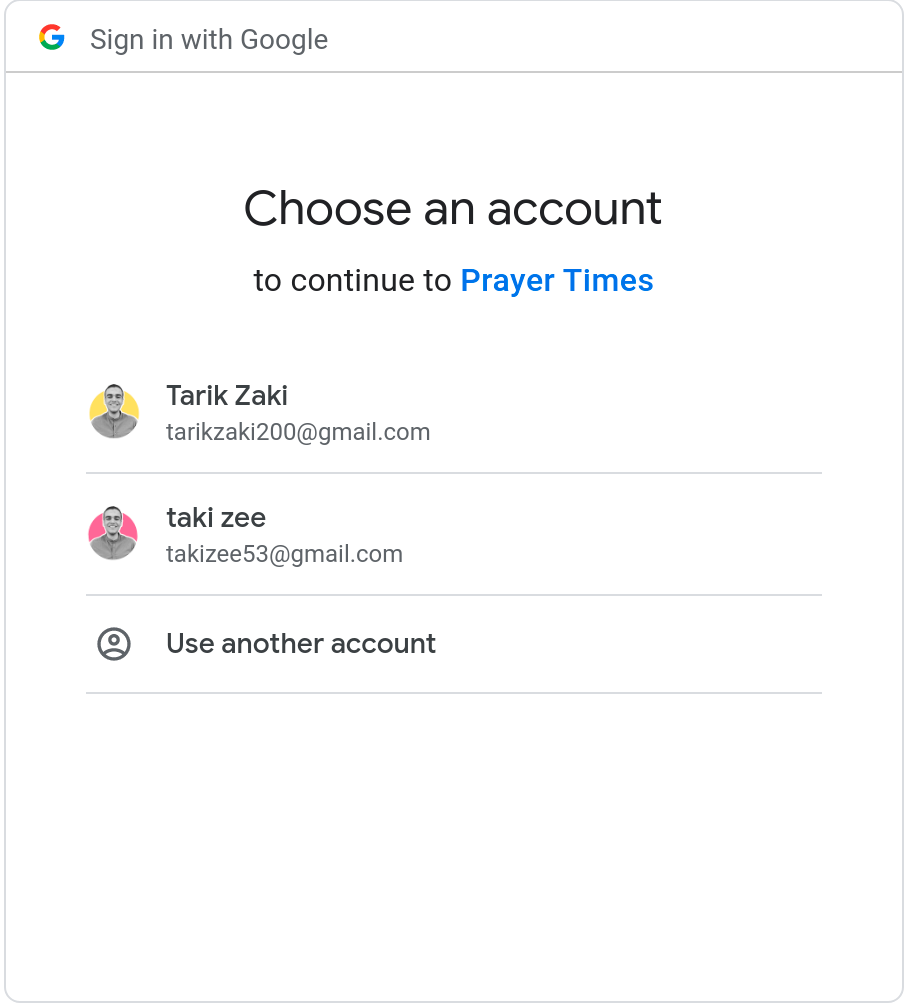 Sign in with Google
Choose an account
to continue to Prayer Times
Tarik Zaki
tarikzaki200@gmail.com
taki zee
takizee53@gmail.com
Use another account